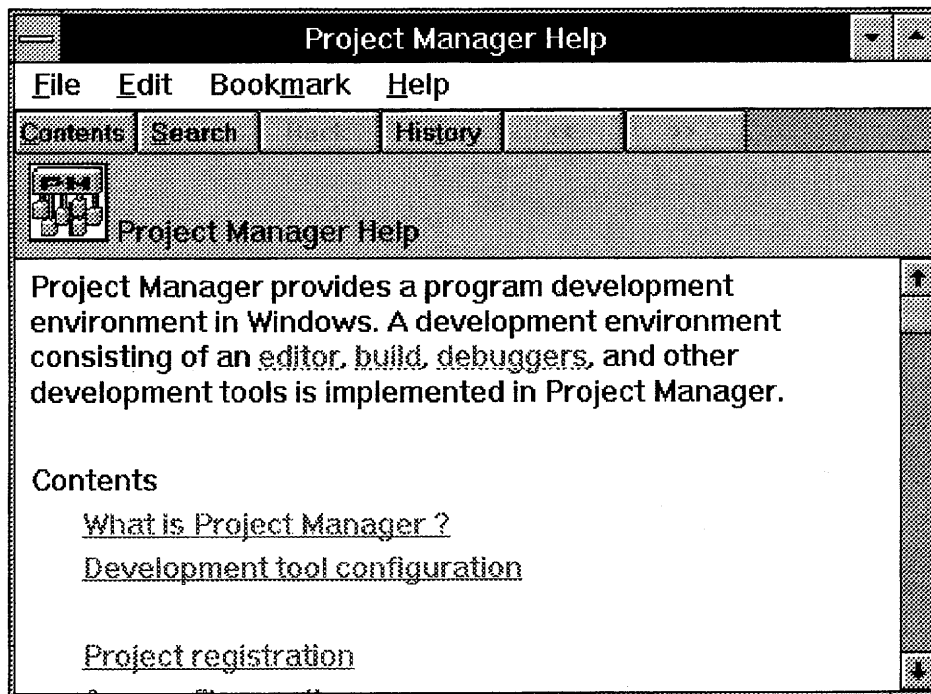 Project Manager Help
File Edit Bookmark Help
Contents Search History
PM
Project Manager Help
Project Manager provides a program development
environment in Windows. A development environment
consisting of an editor, build, debuggers, and other
development tools is implemented in Project Manager.
Contents
What is Project Manager ?
Development tool configuration
Project registration